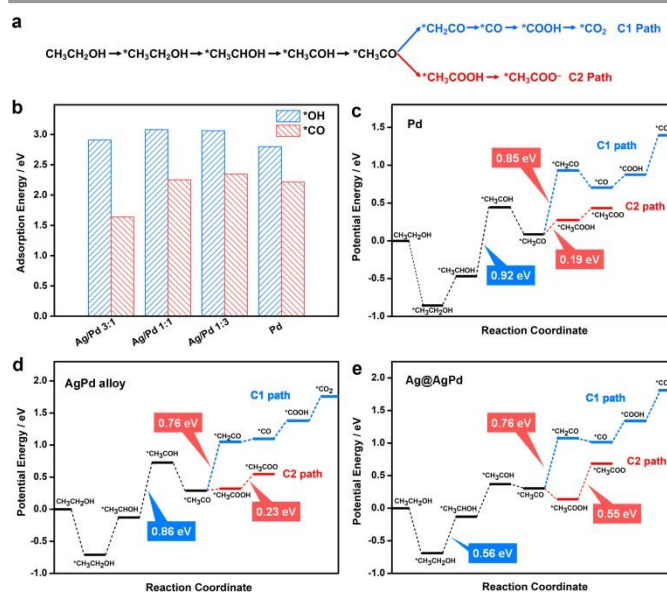 a
*CH₂CO→*CO→*COOH→*CO₂ C1 Path
CH₃CH₂OH→*CH₃CH₂OH→*CH₃CHOH→*CH₃COH→*CH₃CO
*CH₃COOH→*CH₃COO⁻ C2 Path
b
*OH
*CO
Adsorption Energy / eV
3.0
2.5
2.0
1.5
1.0
0.5
0.0
Ag/Pd 3:1
Ag/Pd 1:1
Ag/Pd 1:3
Pd
c
Pd
Potential Energy / eV
1.5
1.0
0.5
0.0
-0.5
-1.0
C1 path
0.85 eV
*CH₂CO
*CO
*COOH
*CO
C2 path
*CH₃COH
*CH₃COO
*CH₃COOH
*CH₃CO
CH₃CH₂OH
*CH₃CHOH
0.92 eV
0.19 eV
*CH₃CH₂OH
Reaction Coordinate
d
AgPd alloy
Potential Energy / eV
2.0
1.5
1.0
0.5
0.0
-0.5
-1.0
C1 path
*CO₂
0.76 eV
*COOH
*CH₂CO
*CO
*CH₃COH
C2 path
*CH₃COO
*CH₃CO
*CH₃COOH
CH₃CH₂OH
*CH₃CHOH
0.86 eV
0.23 eV
*CH₃CH₂OH
Reaction Coordinate
e
Ag@AgPd
Potential Energy / eV
2.0
1.5
1.0
0.5
0.0
-0.5
-1.0
C1 path
*CO
0.76 eV
*COOH
*CH₂CO
*CO
C2 path
*CH₃COH
*CH₃COO
*CH₃CO
*CH₃COOH
CH₃CH₂OH
*CH₃CHOH
0.56 eV
0.55 eV
*CH₃CH₂OH
Reaction Coordinate